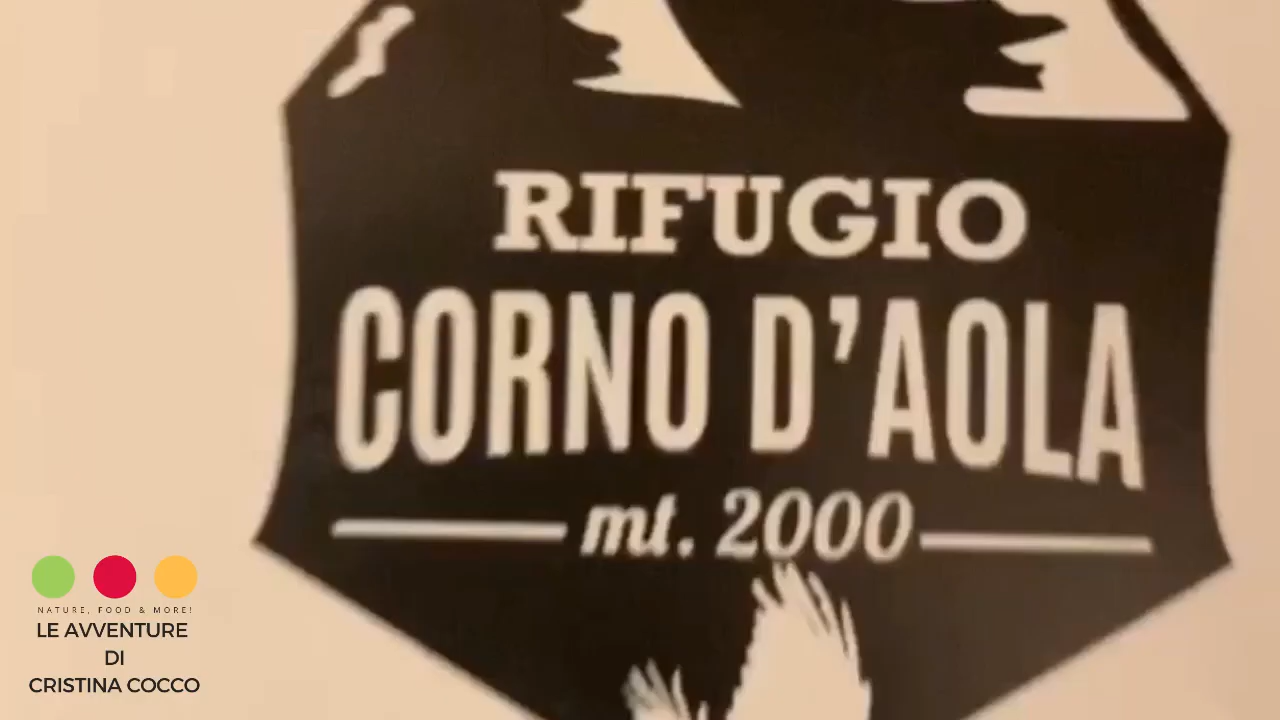 RIFUGIO
CORNO D'AOLA
mt. 2000
NATURE, FOOD & MORE!
LE AVVENTURE
DI
CRISTINA COCCO